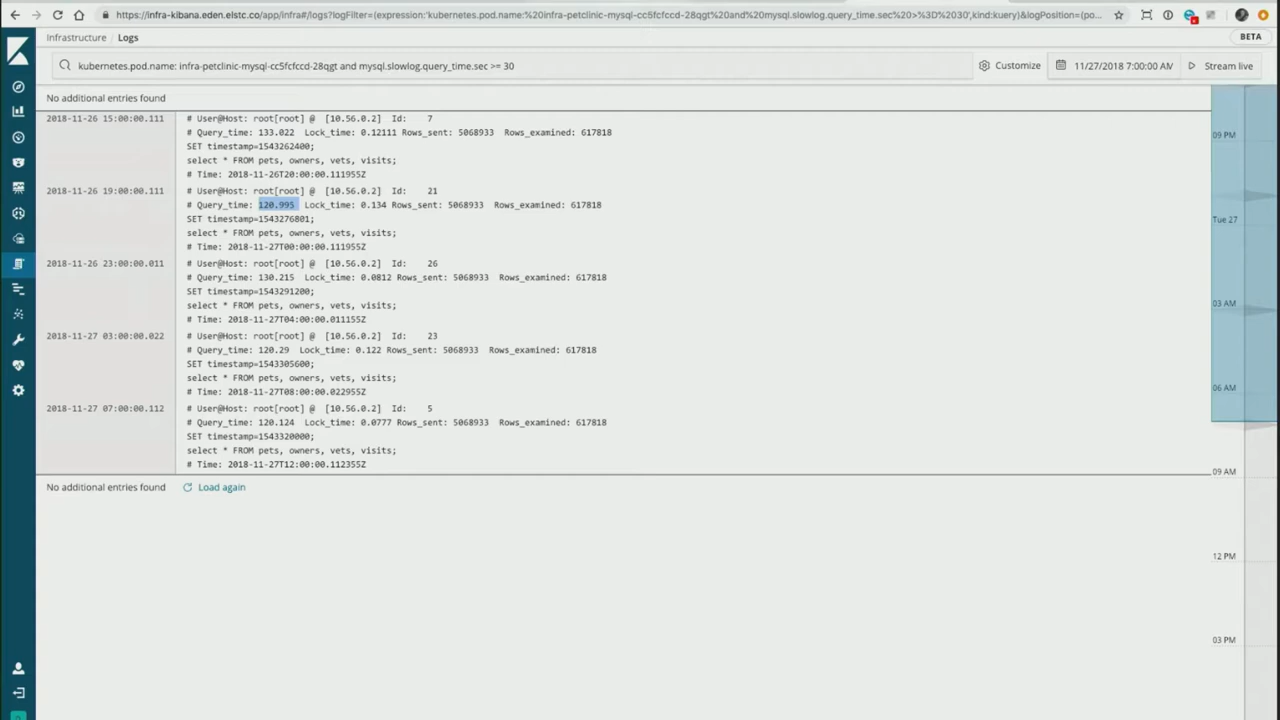 https://infra-kibana.eden.elstc.co/app/infra#/logs?logFilter=(expression:'kubernetes.pod.name:%20infra-petclinic-mysql-cc5fcfccd-28qgt%20and%20mysql.slowlog.query_time.sec%20>%3D%2030',kind:kuery)&logPosition=(po...
Infrastructure
Logs
BETA
kubernetes.pod.name: infra-petclinic-mysql-cc5fcfccd-28qgt and mysql.slowlog.query_time.sec >= 30
Customize
11/27/2018 7:00:00 AM
Stream live
No additional entries found
2018-11-26 15:00:00.111 # User@Host: root[root] @ [10.56.0.2] Id: 7
# Query_time: 133.022 Lock_time: 0.12111 Rows_sent: 5068933 Rows_examined: 617818
SET timestamp=1543262400;
select * FROM pets, owners, vets, visits;
# Time: 2018-11-26T20:00:00.111955Z
2018-11-26 19:00:00.111 # User@Host: root[root] @ [10.56.0.2] Id: 21
# Query_time: 120.995 Lock_time: 0.134 Rows_sent: 5068933 Rows_examined: 617818
SET timestamp=1543276801;
select * FROM pets, owners, vets, visits;
# Time: 2018-11-27T00:00:00.111955Z
2018-11-26 23:00:00.011 # User@Host: root[root] @ [10.56.0.2] Id: 26
# Query_time: 130.215 Lock_time: 0.0812 Rows_sent: 5068933 Rows_examined: 617818
SET timestamp=1543291200;
select * FROM pets, owners, vets, visits;
# Time: 2018-11-27T04:00:00.011155Z
2018-11-27 03:00:00.022 # User@Host: root[root] @ [10.56.0.2] Id: 23
# Query_time: 120.29 Lock_time: 0.122 Rows_sent: 5068933 Rows_examined: 617818
SET timestamp=1543305600;
select * FROM pets, owners, vets, visits;
# Time: 2018-11-27T08:00:00.022955Z
2018-11-27 07:00:00.112 # User@Host: root[root] @ [10.56.0.2] Id: 5
# Query_time: 120.124 Lock_time: 0.0777 Rows_sent: 5068933 Rows_examined: 617818
SET timestamp=1543320000;
select * FROM pets, owners, vets, visits;
# Time: 2018-11-27T12:00:00.112355Z
No additional entries found
Load again
09 PM
Tue 27
03 AM
06 AM
09 AM
12 PM
03 PM